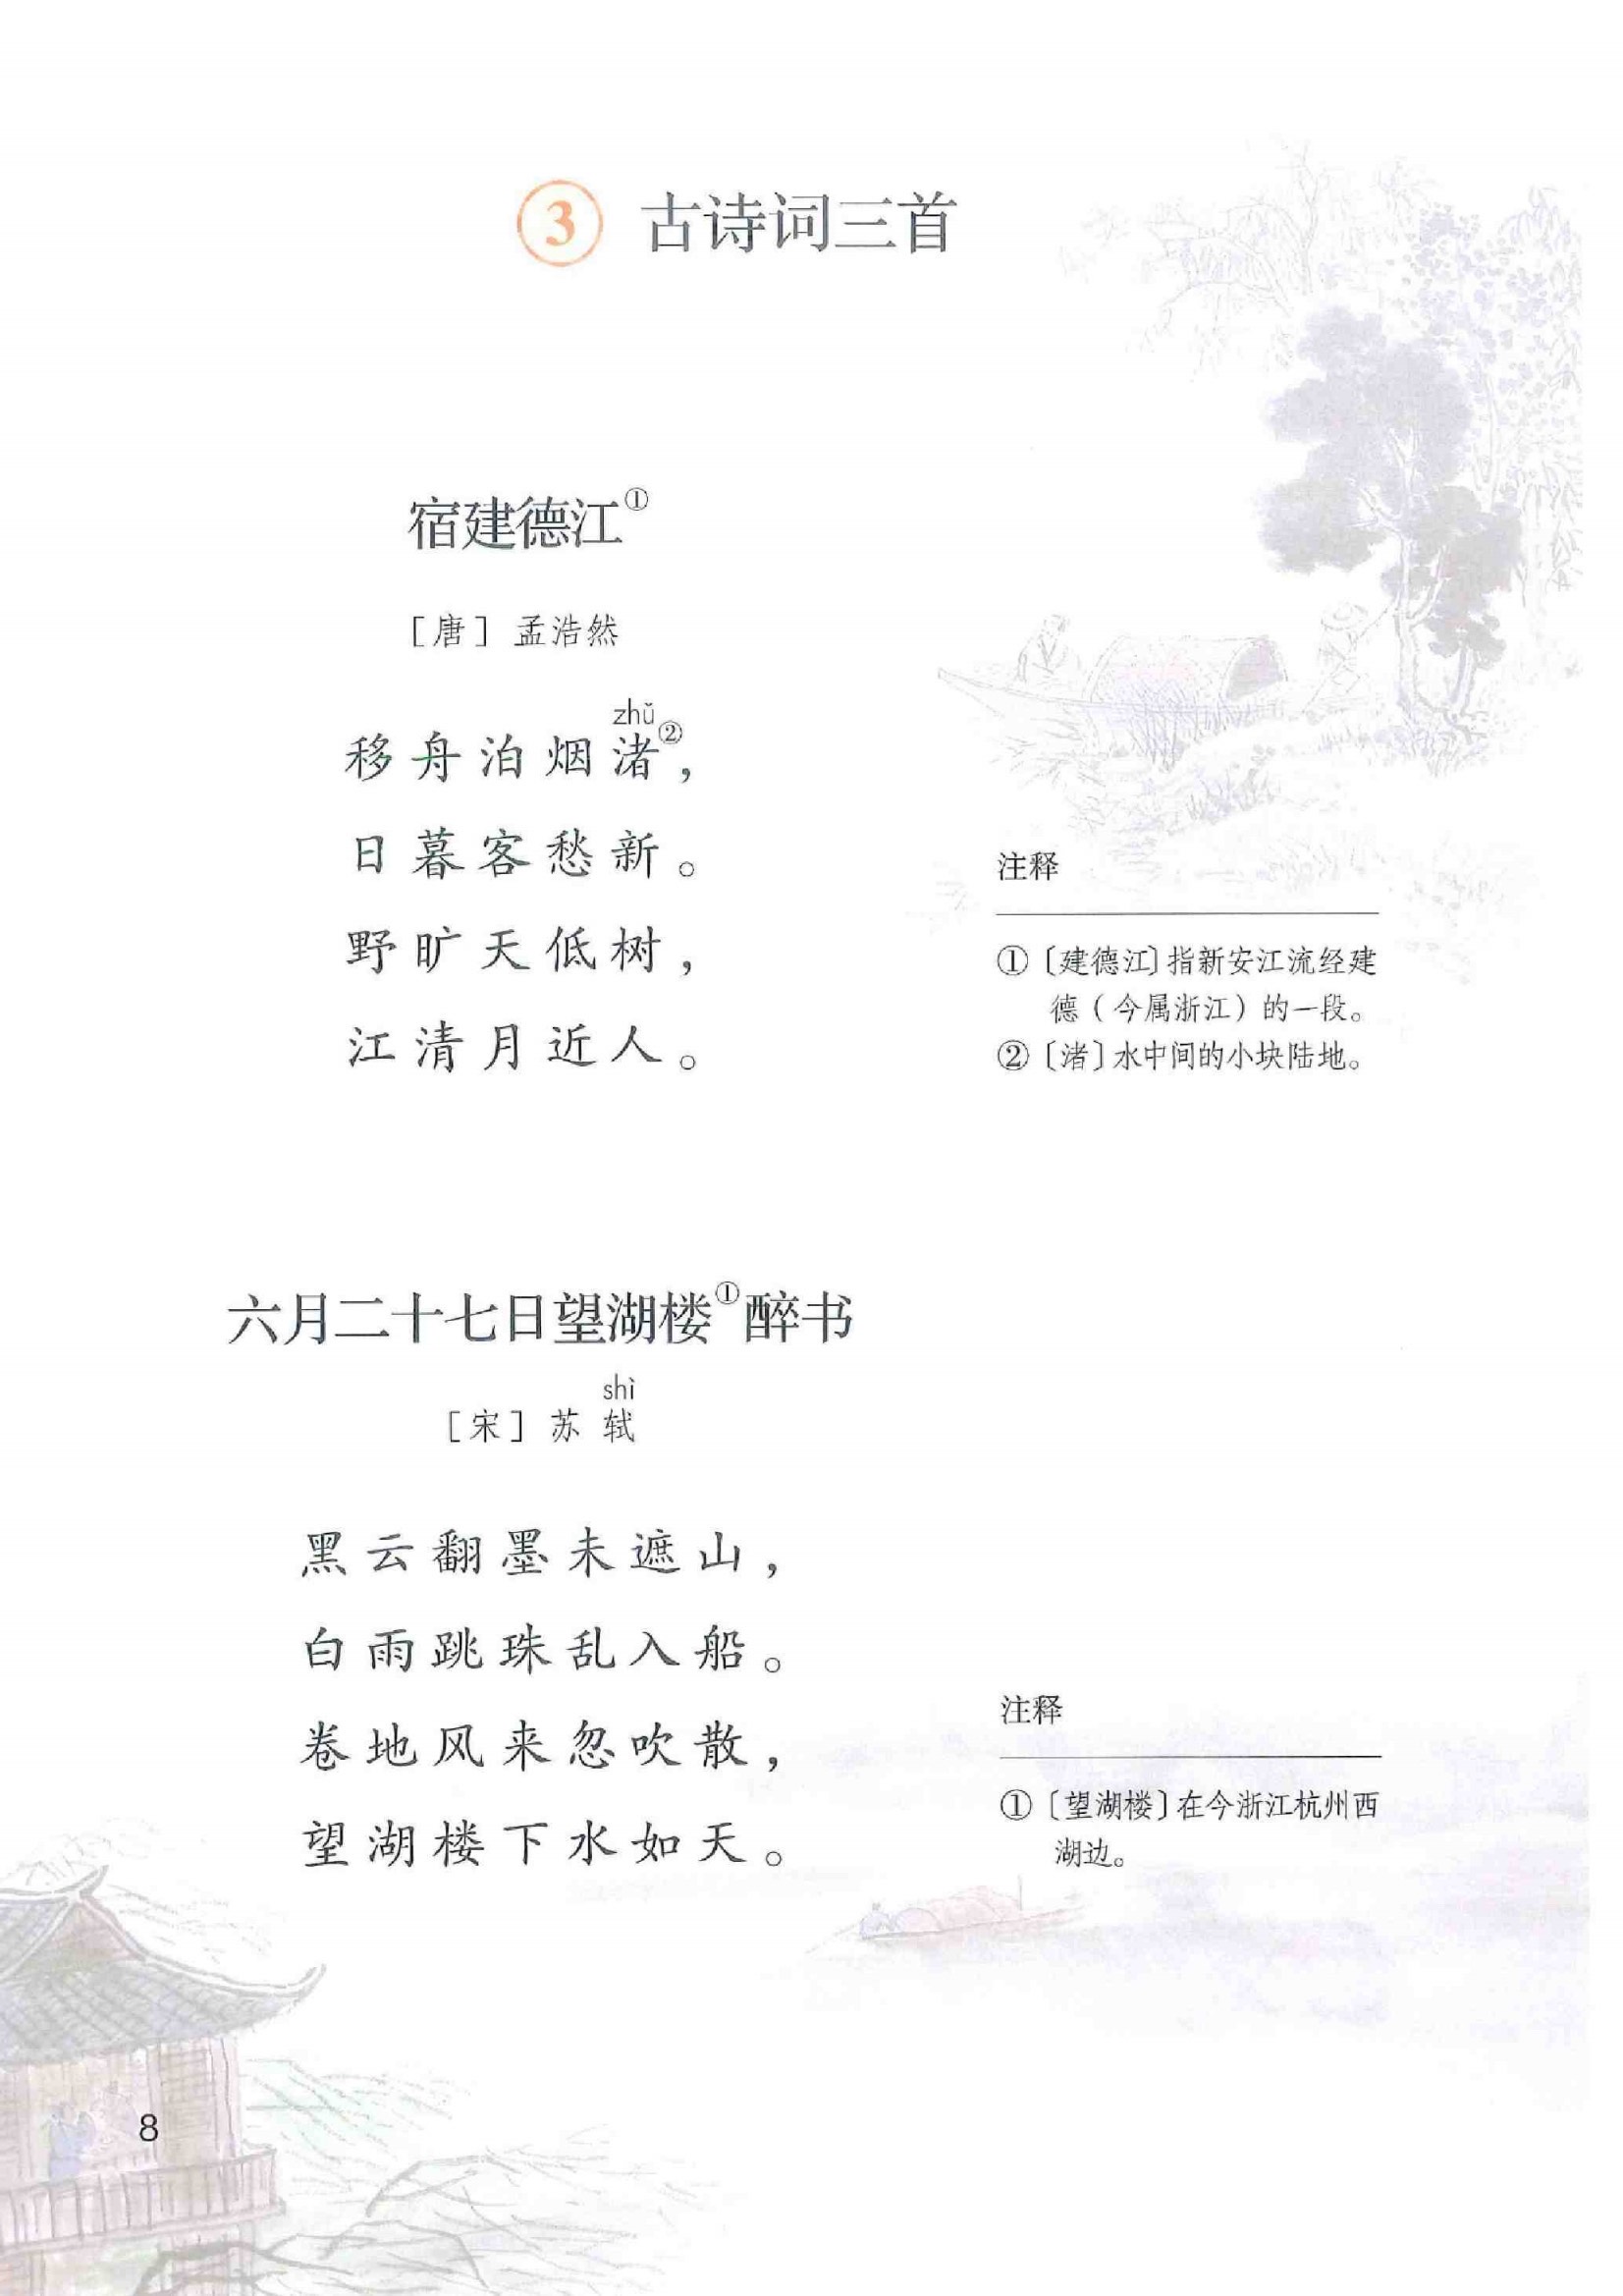 3 古诗词三首
宿建德江①
［唐］孟浩然
zhǔ
移舟泊烟渚②，
日暮客愁新。
野旷天低树，
江清月近人。
注释
①〔建德江〕指新安江流经建
德（今属浙江）的一段。
②〔渚〕水中间的小块陆地。
六月二十七日望湖楼①醉书
shì
［宋］苏轼
黑云翻墨未遮山，
白雨跳珠乱入船。
卷地风来忽吹散，
望湖楼下水如天。
注释
①〔望湖楼〕在今浙江杭州西
湖边。
8